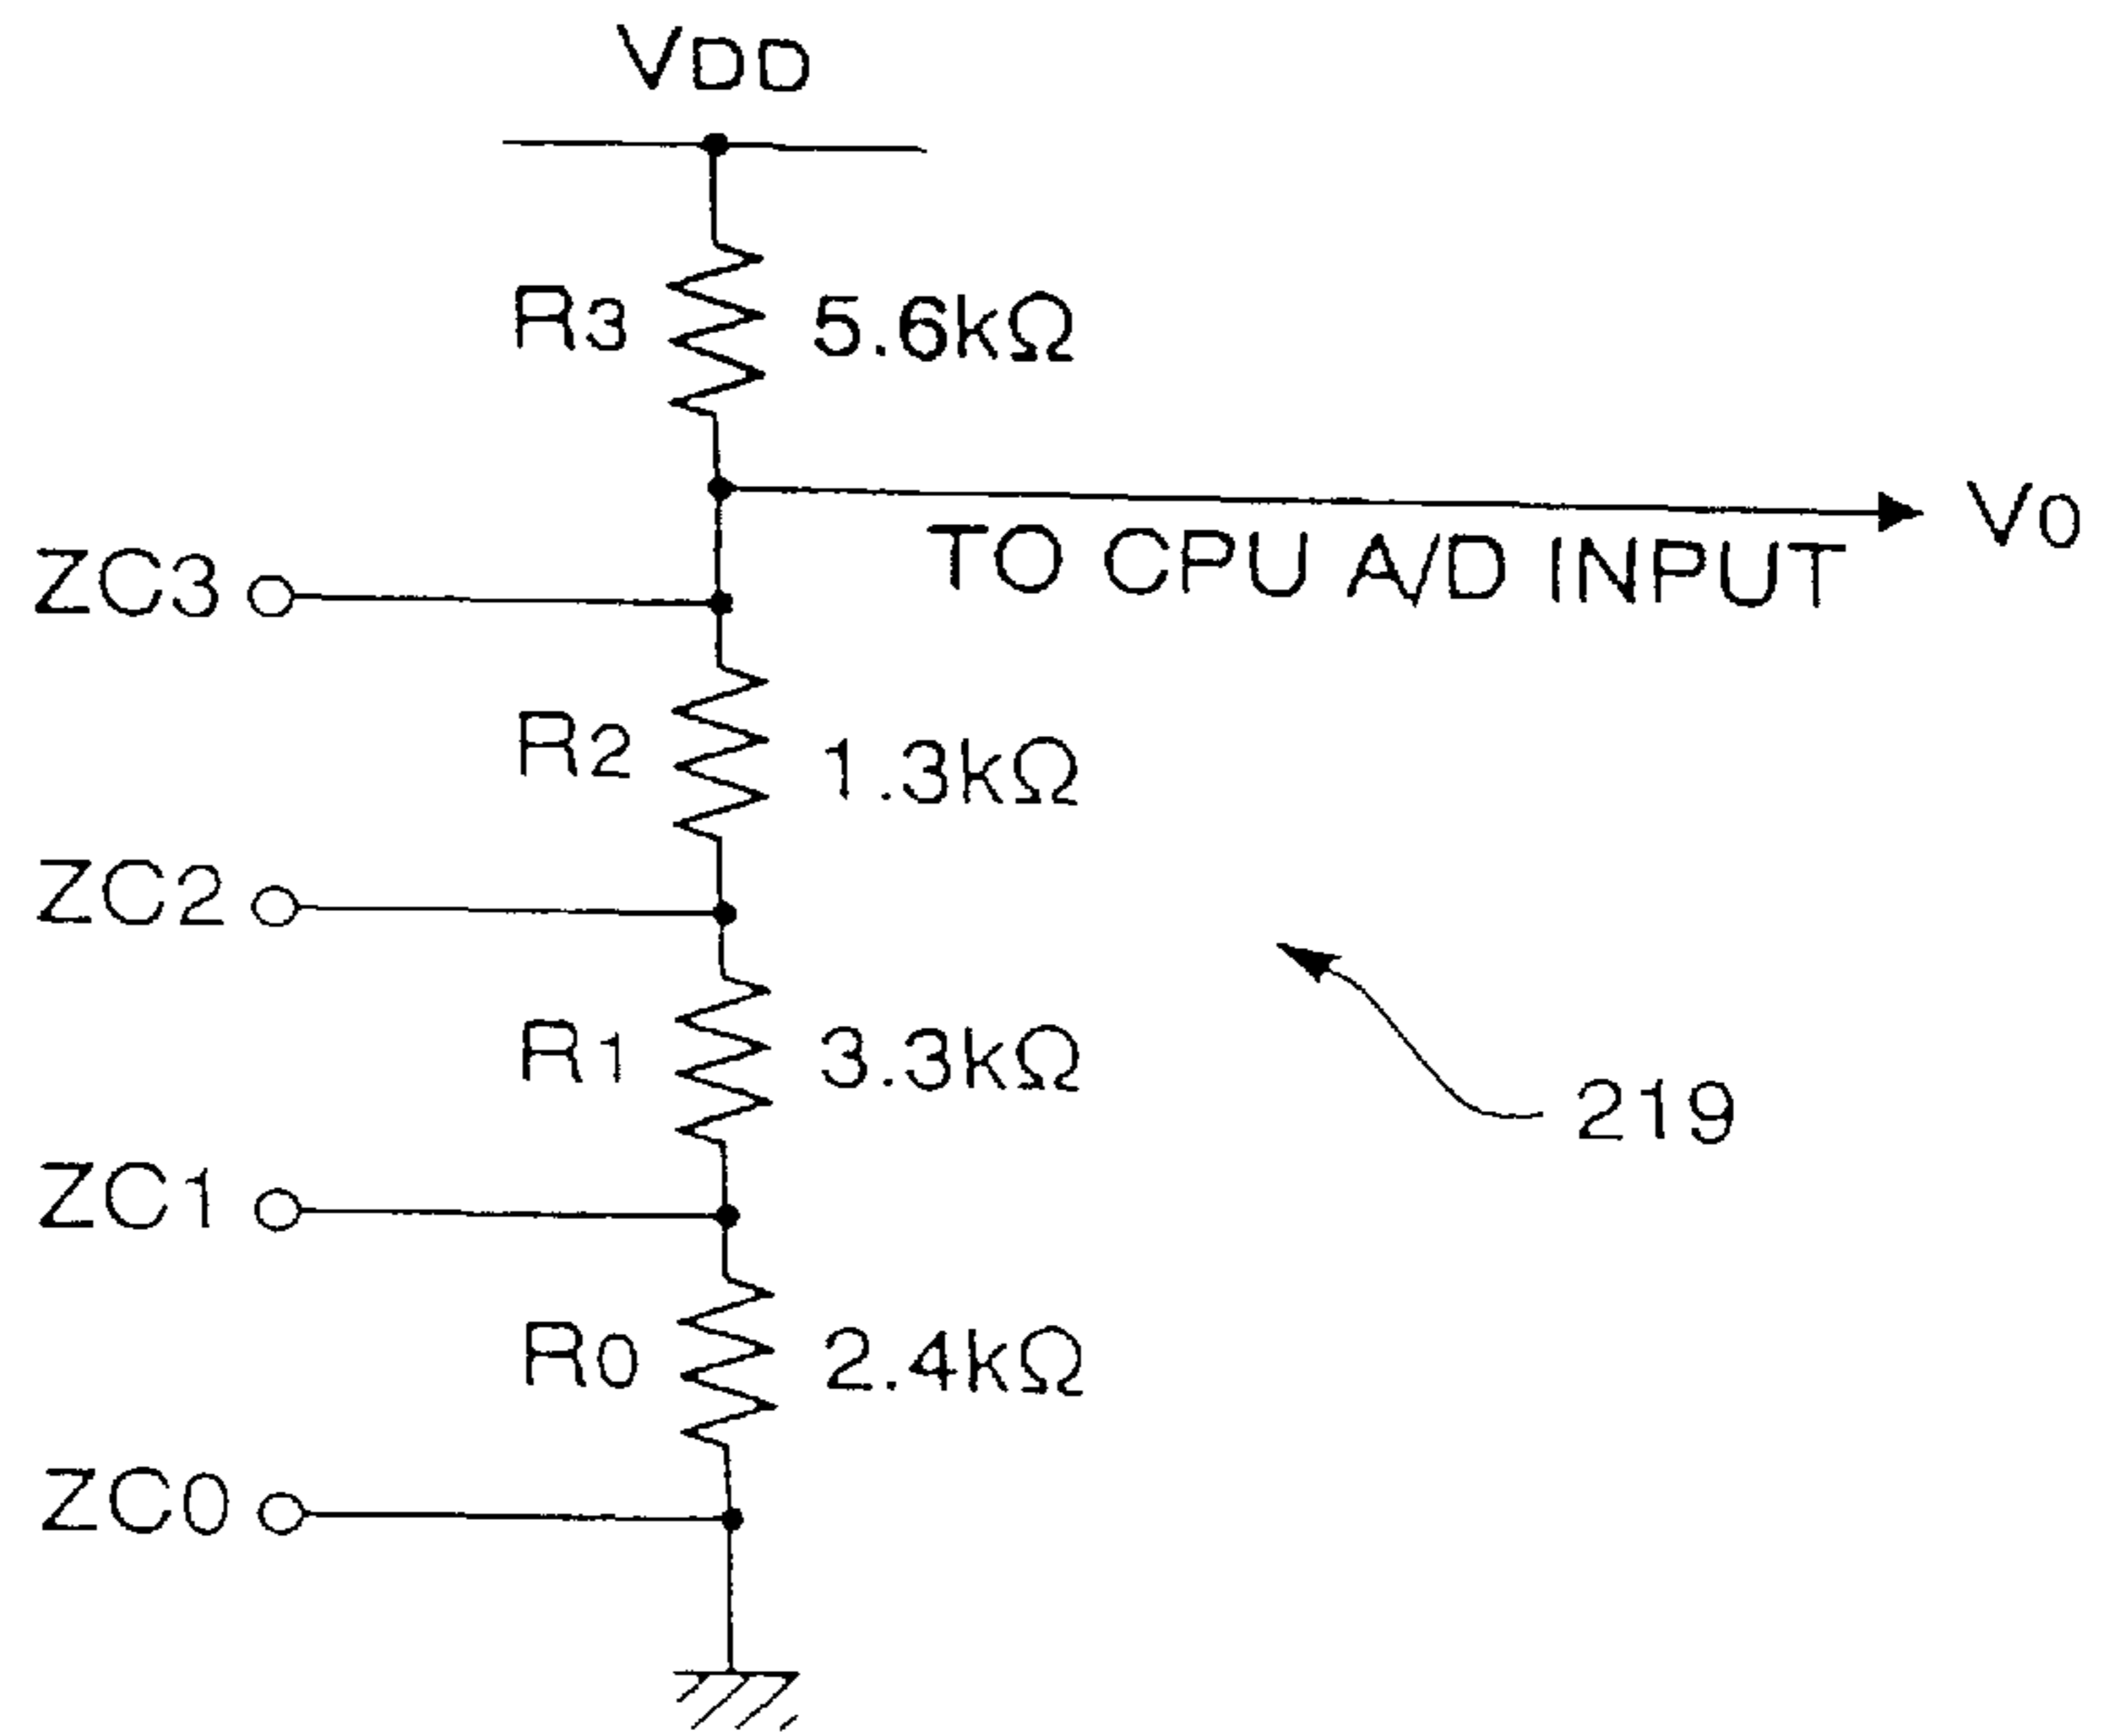 VDD
R3 5.6kΩ
VO
TO CPU A/D INPUT
ZC3
R2 1.3kΩ
ZC2
R1 3.3kΩ
219
ZC1
R0 2.4kΩ
ZC0